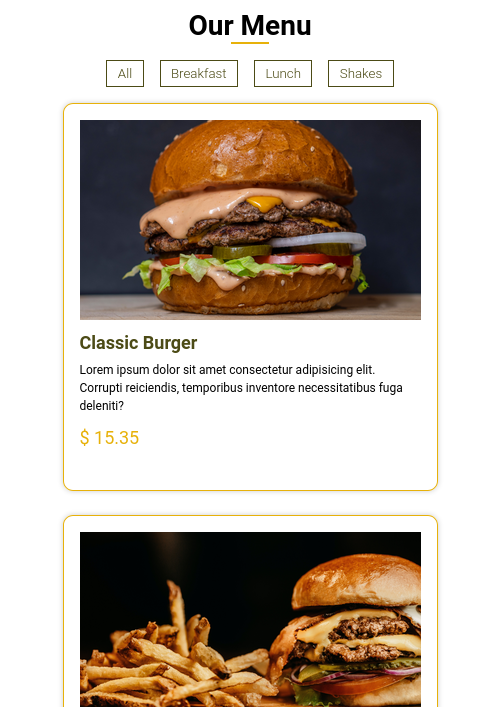 Our Menu
All
Breakfast
Lunch
Shakes
Classic Burger
Lorem ipsum dolor sit amet consectetur adipisicing elit.
Corrupti reiciendis, temporibus inventore necessitatibus fuga
deleniti?
$ 15.35